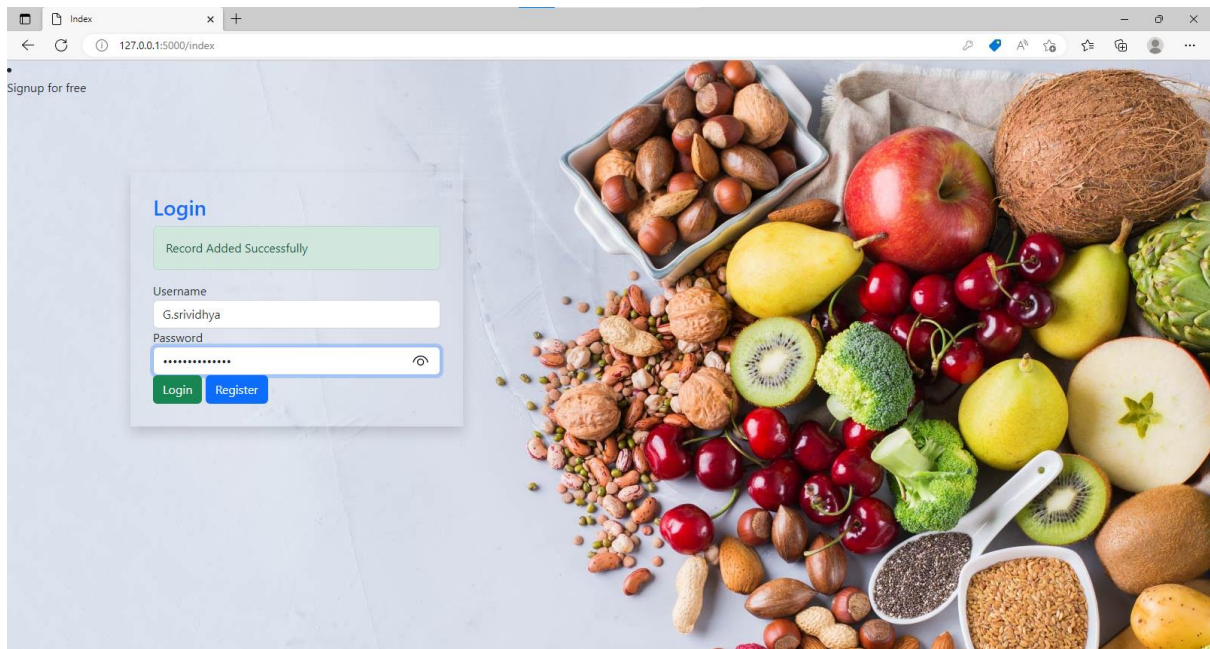 Index
127.0.0.1:5000/index
Signup for free
Login
Record Added Successfully
Username
G.srividhya
Password
Login Register